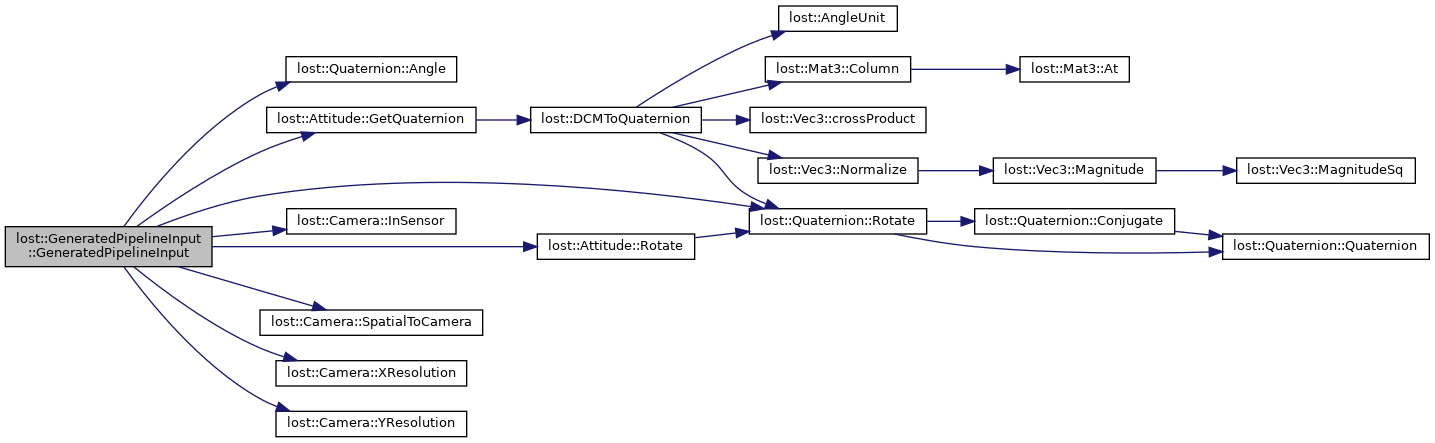 lost::AngleUnit
lost::Quaternion::Angle
lost::Mat3::Column
lost::Mat3::At
lost::Attitude::GetQuaternion
lost::DCMToQuaternion
lost::Vec3::crossProduct
lost::Vec3::Normalize
lost::Vec3::Magnitude
lost::Vec3::MagnitudeSq
lost::Camera::InSensor
lost::Quaternion::Rotate
lost::Quaternion::Conjugate
lost::GeneratedPipelineInput
::GeneratedPipelineInput
lost::Attitude::Rotate
lost::Quaternion::Quaternion
lost::Camera::SpatialToCamera
lost::Camera::XResolution
lost::Camera::YResolution